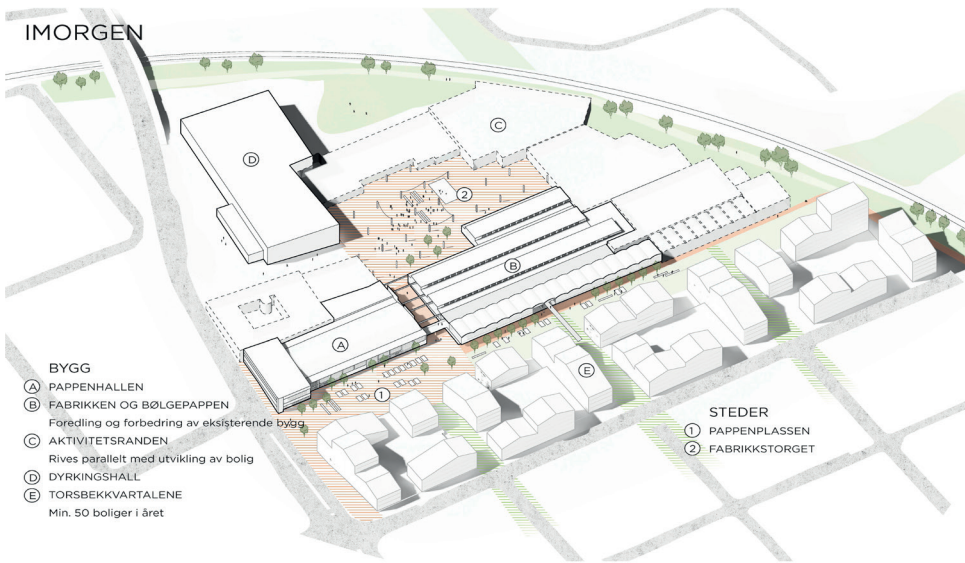 IMORGEN
D
C
2
B
A
1
E
BYGG
A PAPPENHALLEN
B FABRIKKEN OG BØLGEPAPPEN
Foredling og forbedring av eksisterende bygg
C AKTIVITETSRANDEN
Rives parallelt med utvikling av bolig
D DYRKINGSHALL
E TORSBEKKVARTALENE
Min. 50 boliger i året
STEDER
1 PAPPENPLASSEN
2 FABRIKKSTORGET